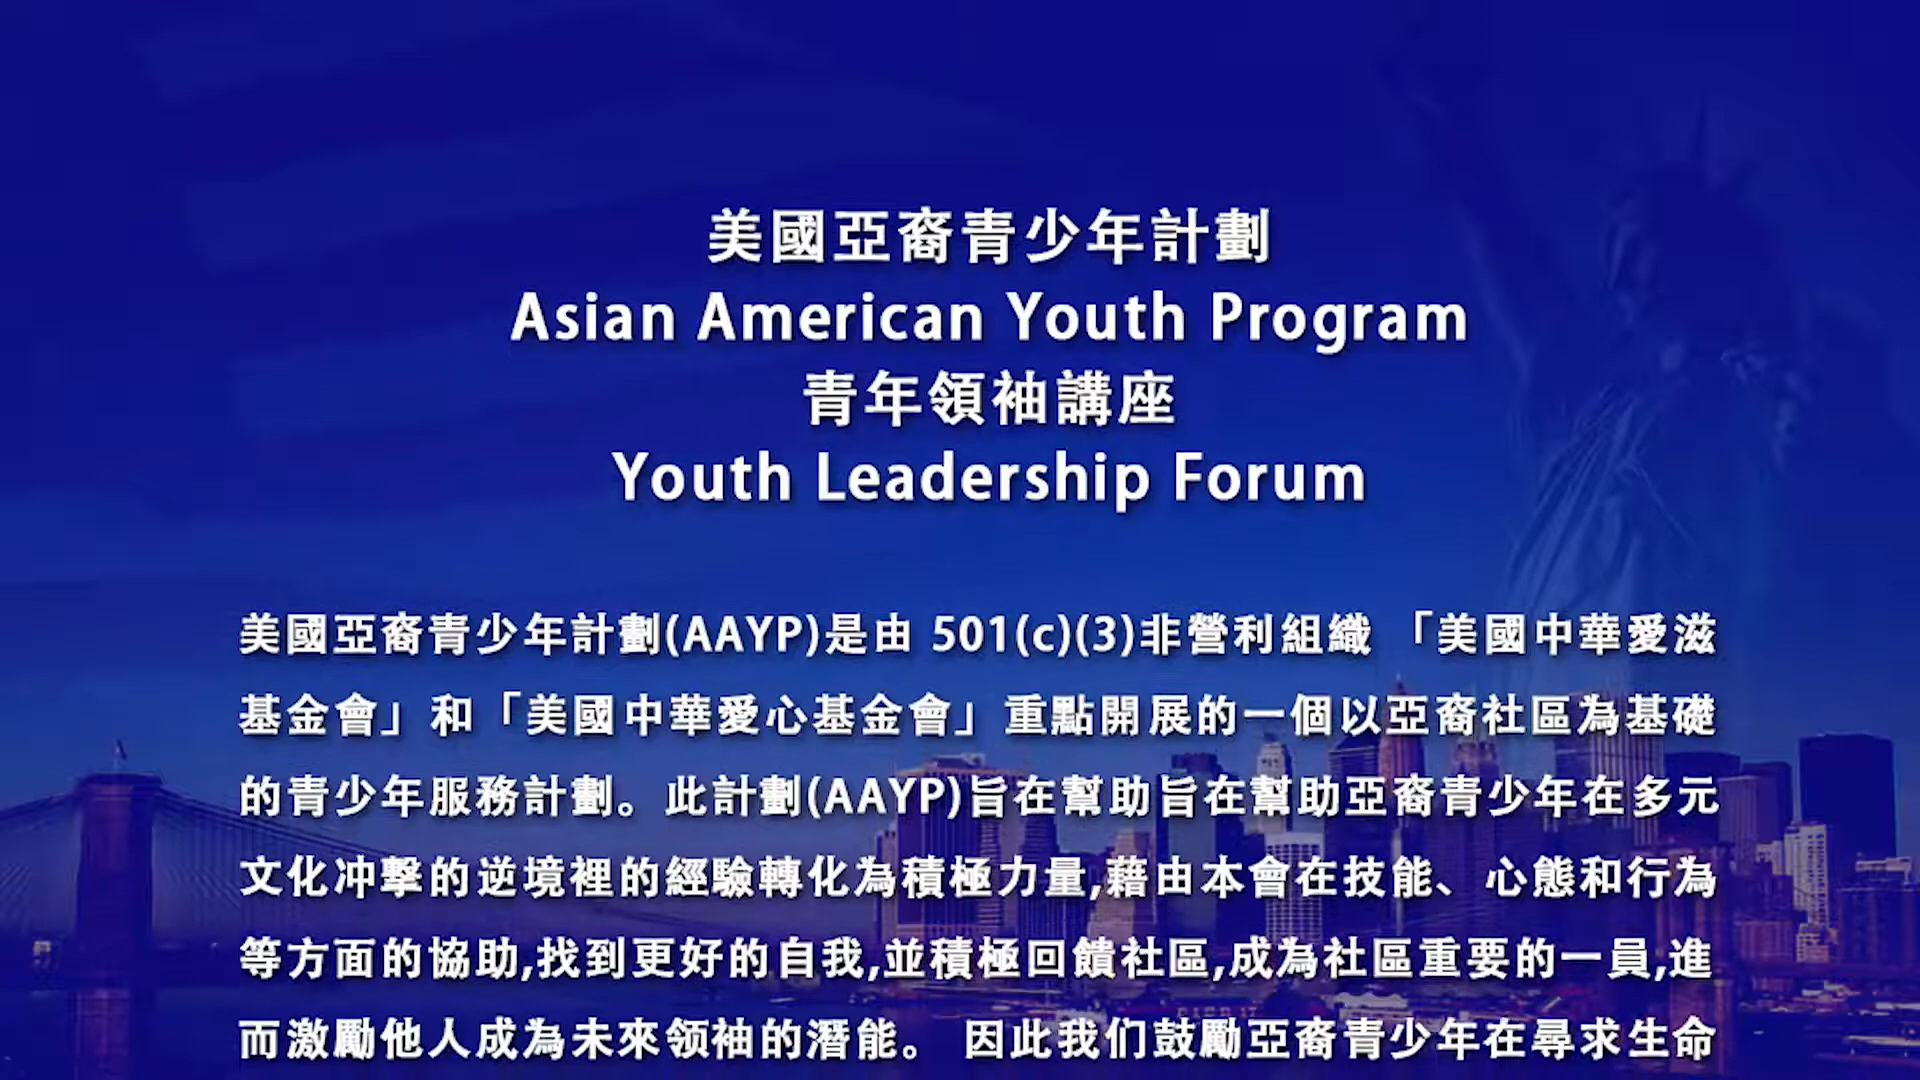 美國亞裔青少年計劃
Asian American Youth Program
青年領袖講座
Youth Leadership Forum
美國亞裔青少年計劃(AAYP)是由 501(c)(3)非營利組織 「美國中華愛滋
基金會」和「美國中華愛心基金會」重點開展的一個以亞裔社區為基礎
的青少年服務計劃。此計劃(AAYP)旨在幫助旨在幫助亞裔青少年在多元
文化冲擊的逆境裡的經驗轉化為積極力量,藉由本會在技能、心態和行為
等方面的協助,找到更好的自我,並積極回饋社區,成為社區重要的一員,進
而激勵他人成為未來领袖的潛能。 因此我们鼓勵亞裔青少年在尋求生命